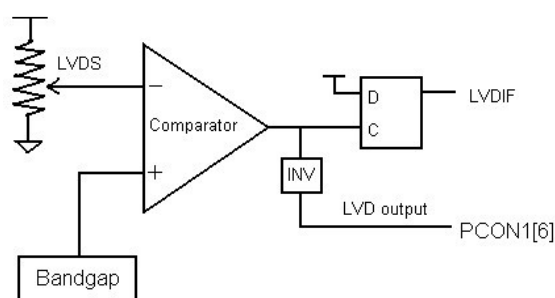 LVDS
−
Comparator
+
Bandgap
D
C
LVDIF
INV
LVD output
PCON1[6]